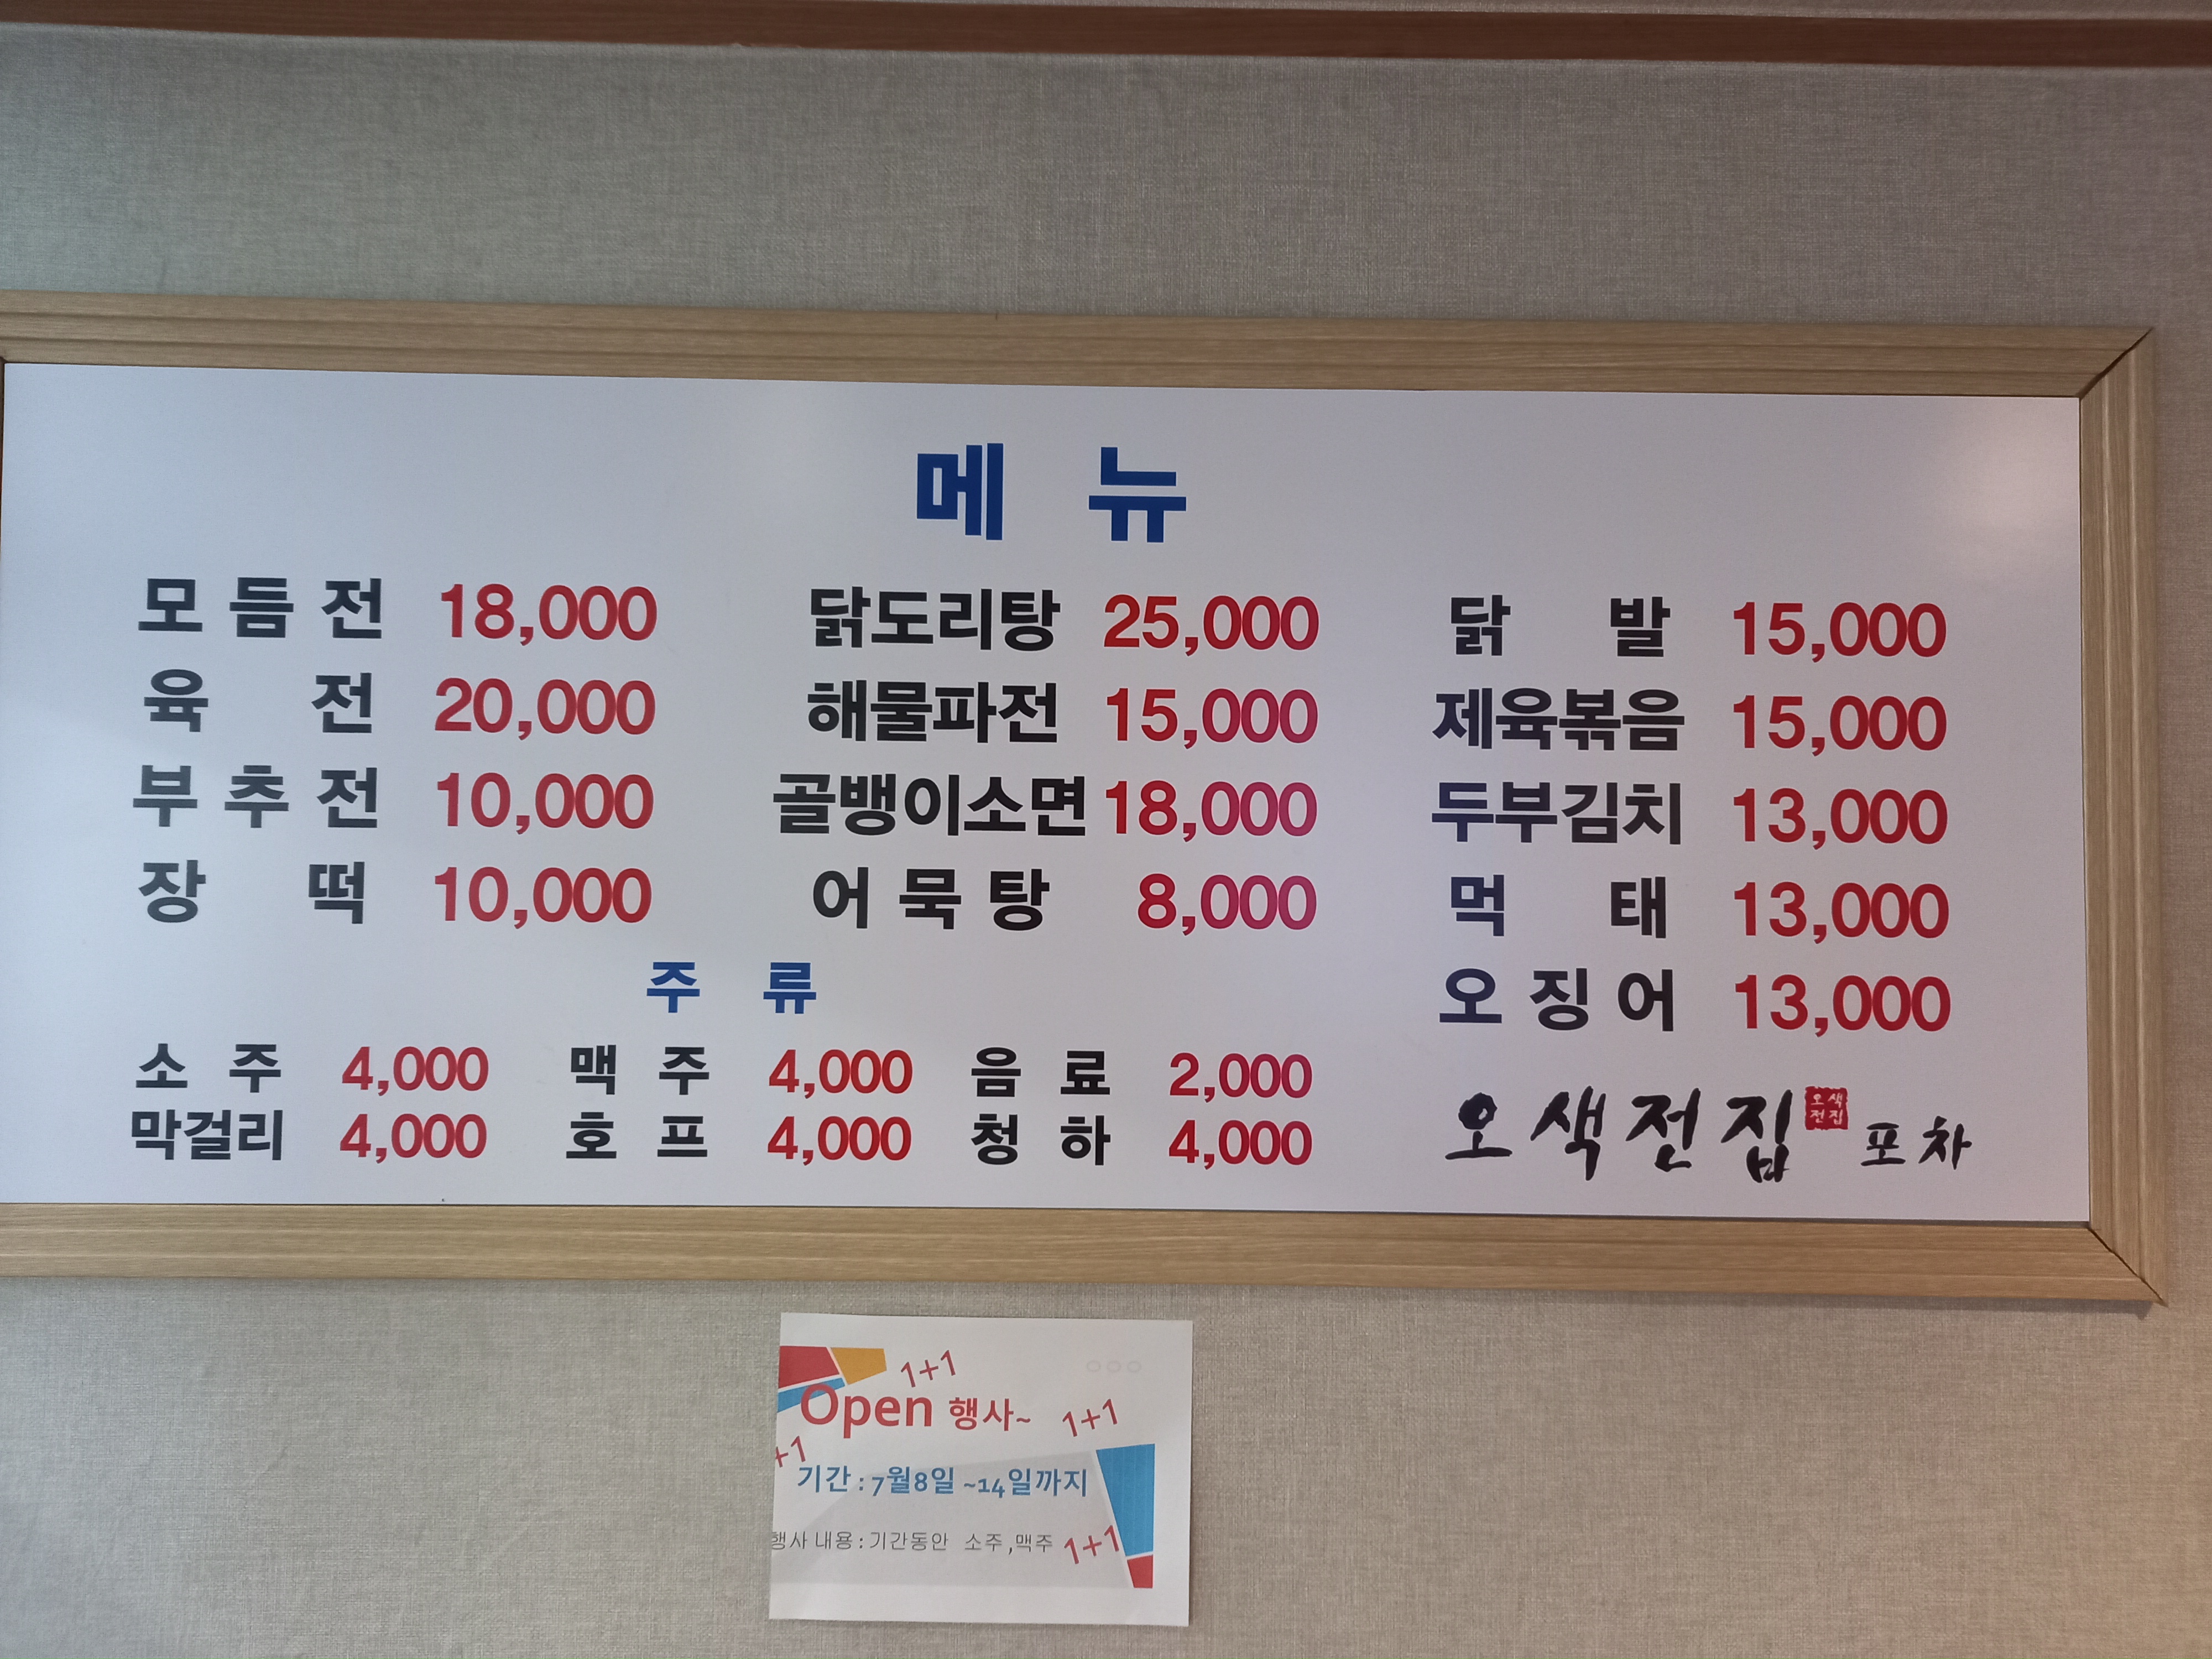 메 뉴
모 듬 전 18,000
육 전 20,000
부 추 전 10,000
장 떡 10,000
닭도리탕 25,000
해물파전 15,000
골뱅이소면 18,000
어 묵 탕 8,000
닭 발 15,000
제육볶음 15,000
두부김치 13,000
먹 태 13,000
오 징 어 13,000
주 류
소 주 4,000 맥 주 4,000 음 료 2,000
막걸리 4,000 호 프 4,000 청 하 4,000
오색전집 오색전집 포차
1+1
Open 행사~ 1+1
+1
기간 : 7월8일 ~14일까지
행사 내용 : 기간동안 소주 ,맥주 1+1